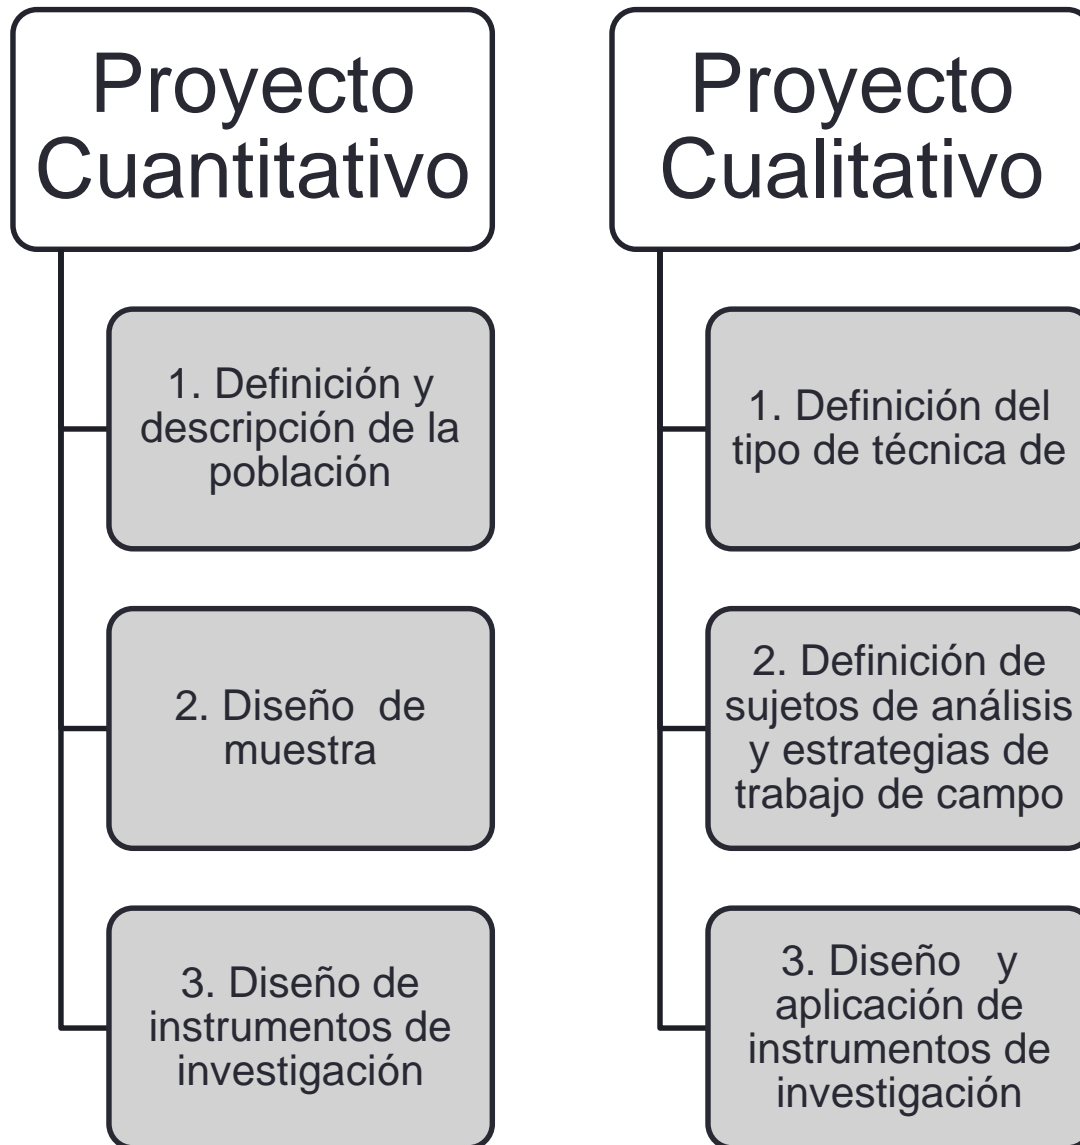 Proyecto
Cuantitativo
1. Definición y
descripción de la
población
2. Diseño  de
muestra
3. Diseño de
instrumentos de
investigación
Proyecto
Cualitativo
1. Definición del
tipo de técnica de
2. Definición de
sujetos de análisis
y estrategias de
trabajo de campo
3. Diseño   y
aplicación de
instrumentos de
investigación